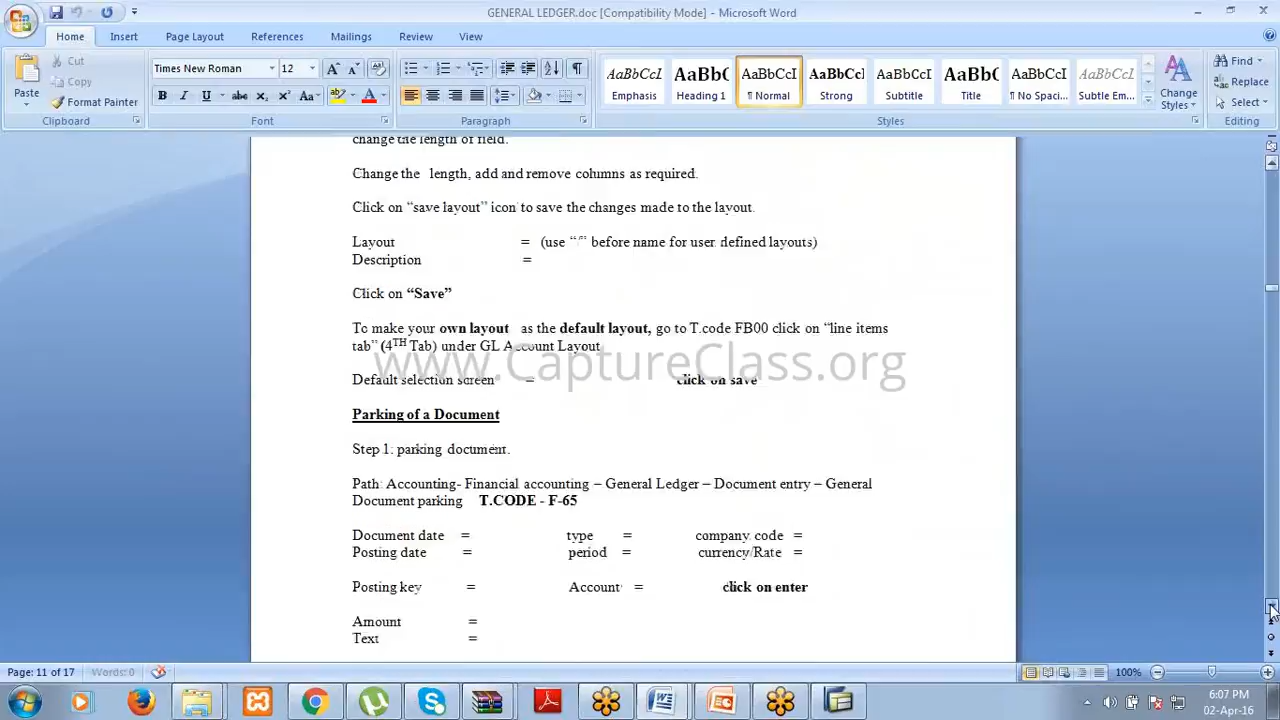 GENERAL LEDGER.doc [Compatibility Mode] - Microsoft Word
Home Insert Page Layout References Mailings Review View
Paste Cut Copy Format Painter Clipboard
Times New Roman 12 Font
Paragraph
AaBbCcI Emphasis AaBbC Heading 1 AaBbCcI ¶ Normal AaBbCcI Strong AaBbCcI Subtitle AaBbC Title AaBbCcI ¶ No Spaci... AaBbCcI Subtle Em...
Change Styles Styles
Find Replace Select Editing
change the length of field.
Change the length, add and remove columns as required.
Click on “save layout” icon to save the changes made to the layout.
Layout = (use “/” before name for user defined layouts)
Description =
Click on “Save”
To make your own layout as the default layout, go to T.code FB00 click on “line items
tab” (4TH Tab) under GL Account Layout
www.CaptureClass.org
Default selection screen = click on save
Parking of a Document
Step 1: parking document.
Path: Accounting- Financial accounting – General Ledger – Document entry – General
Document parking T.CODE - F-65
Document date = type = company code =
Posting date = period = currency/Rate =
Posting key = Account = click on enter
Amount =
Text =
Page: 11 of 17 Words: 0 100%
6:07 PM
02-Apr-16